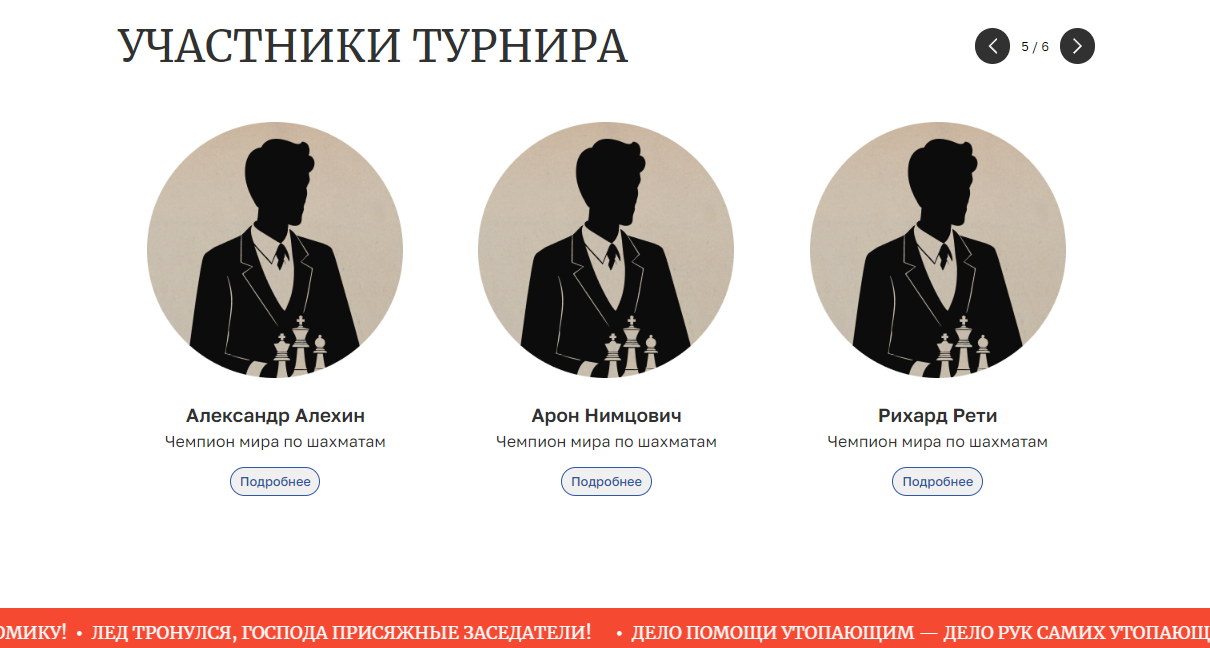 УЧАСТНИКИ ТУРНИРА
5 / 6
Александр Алехин
Чемпион мира по шахматам
Подробнее
Арон Нимцович
Чемпион мира по шахматам
Подробнее
Рихард Рети
Чемпион мира по шахматам
Подробнее
ОМИКУ! • ЛЕД ТРОНУЛСЯ, ГОСПОДА ПРИСЯЖНЫЕ ЗАСЕДАТЕЛИ! • ДЕЛО ПОМОЩИ УТОПАЮЩИМ — ДЕЛО РУК САМИХ УТОПАЮЩ